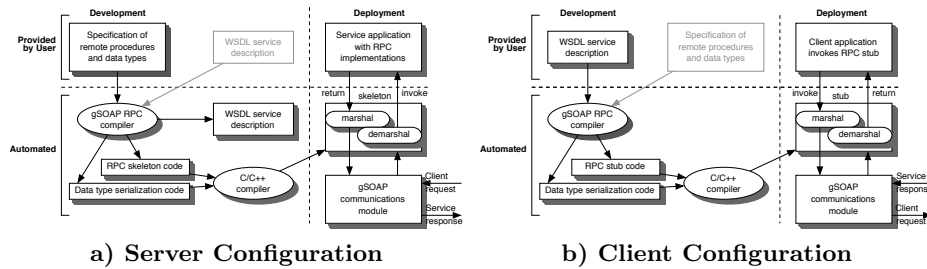 Development
Deployment
Provided
by User
Specification of
remote procedures
and data types
WSDL service
description
Service application
with RPC
implementations
return
skeleton
invoke
Automated
gSOAP RPC
compiler
WSDL service
description
marshal
demarshal
RPC skeleton code
Data type serialization code
C/C++
compiler
gSOAP
communications
module
Client
request
Service
response
a) Server Configuration
Development
Deployment
Provided
by User
WSDL service
description
Specification of
remote procedures
and data types
Client application
invokes RPC stub
invoke
stub
return
Automated
gSOAP RPC
compiler
marshal
demarshal
RPC stub code
Data type serialization code
C/C++
compiler
gSOAP
communications
module
Service
respons
Client
request
b) Client Configuration